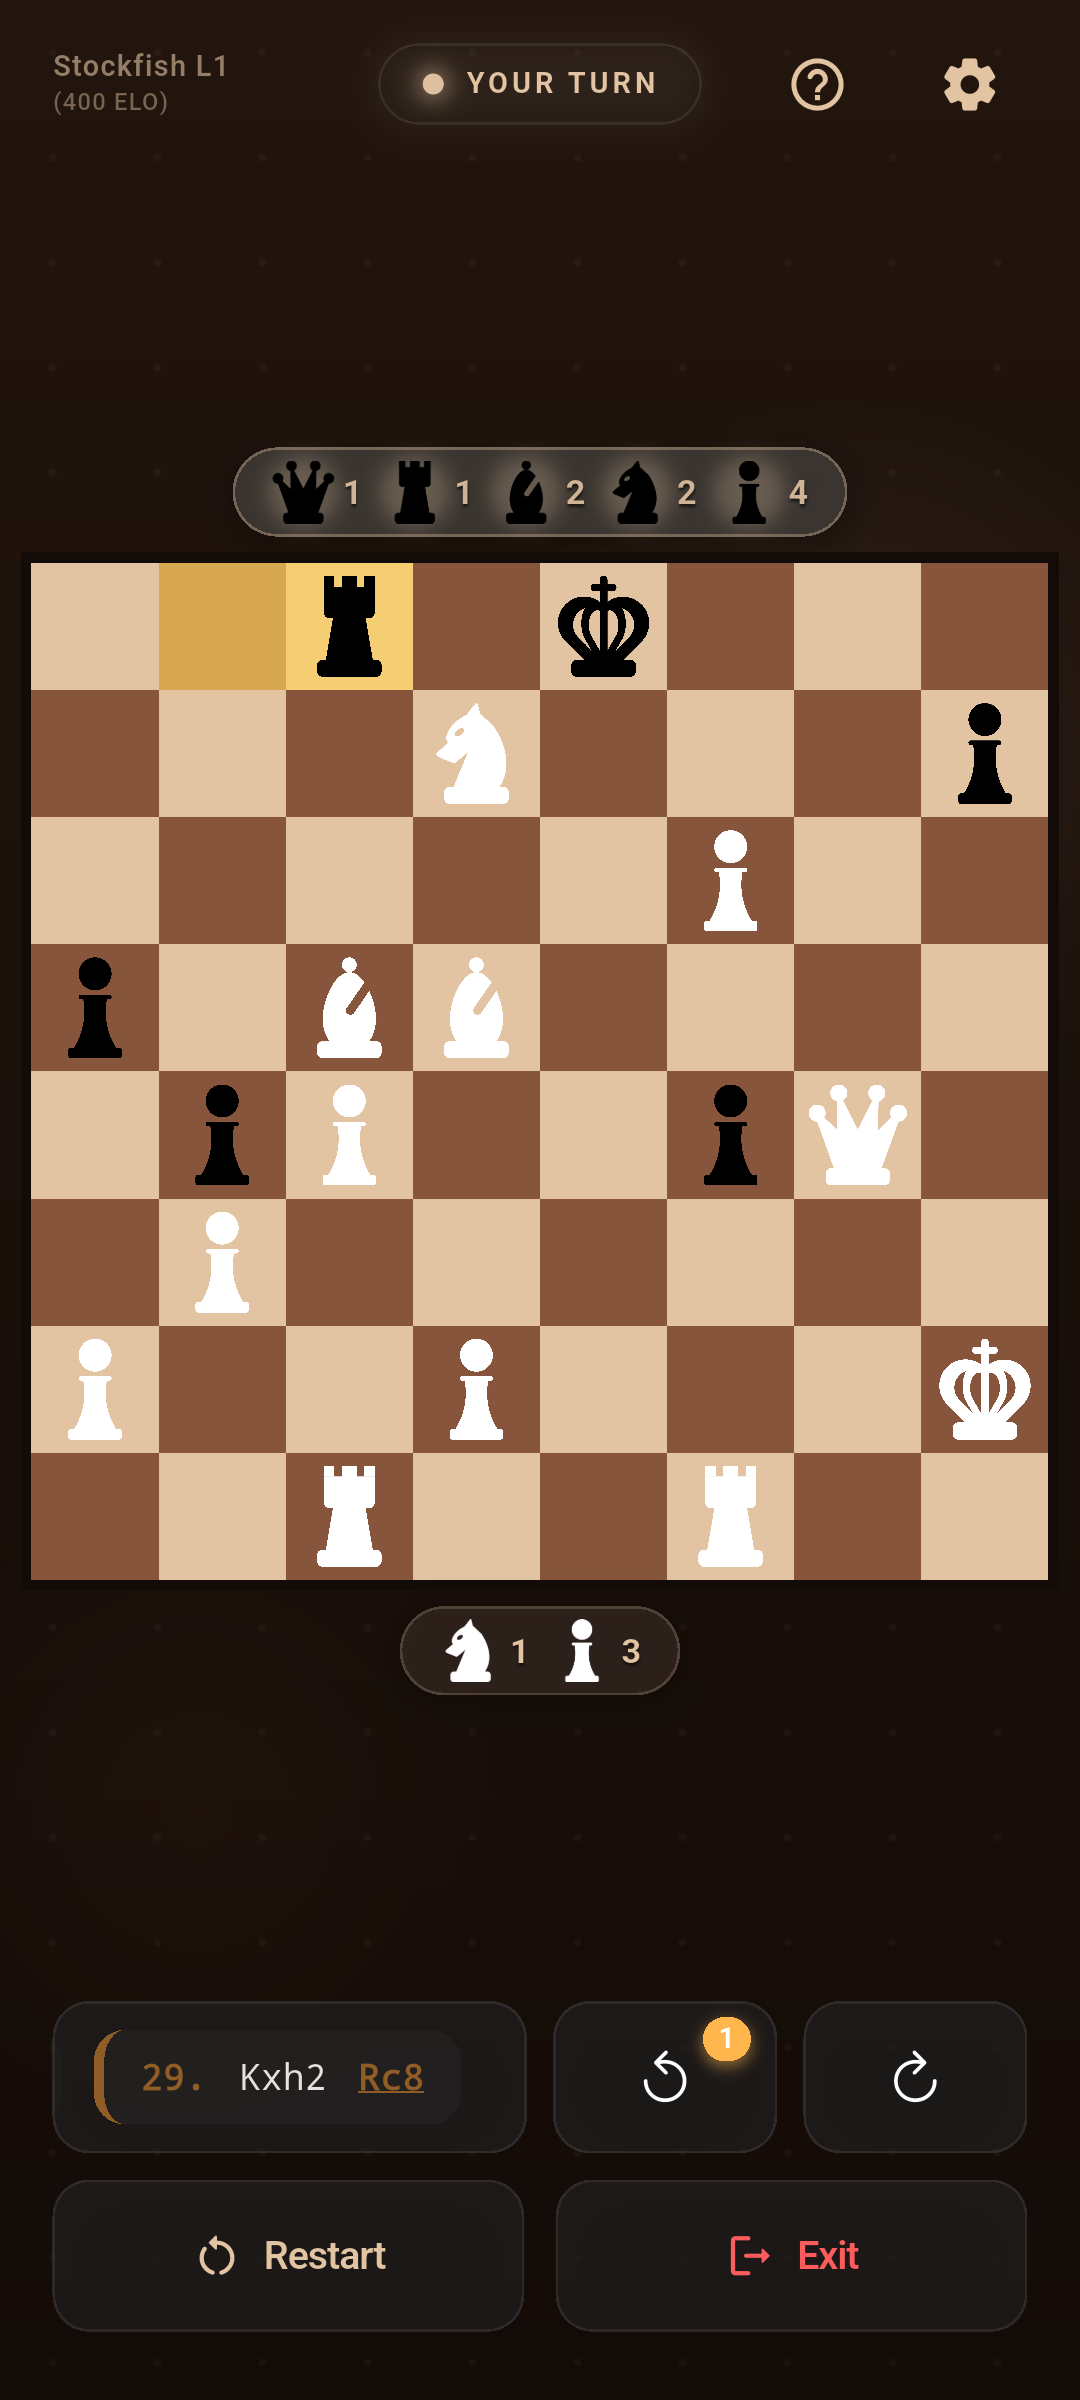 Stockfish L1
(400 ELO)
YOUR TURN
1 1 2 2 4
1 3
29. Kxh2 Rc8
1
Restart
Exit